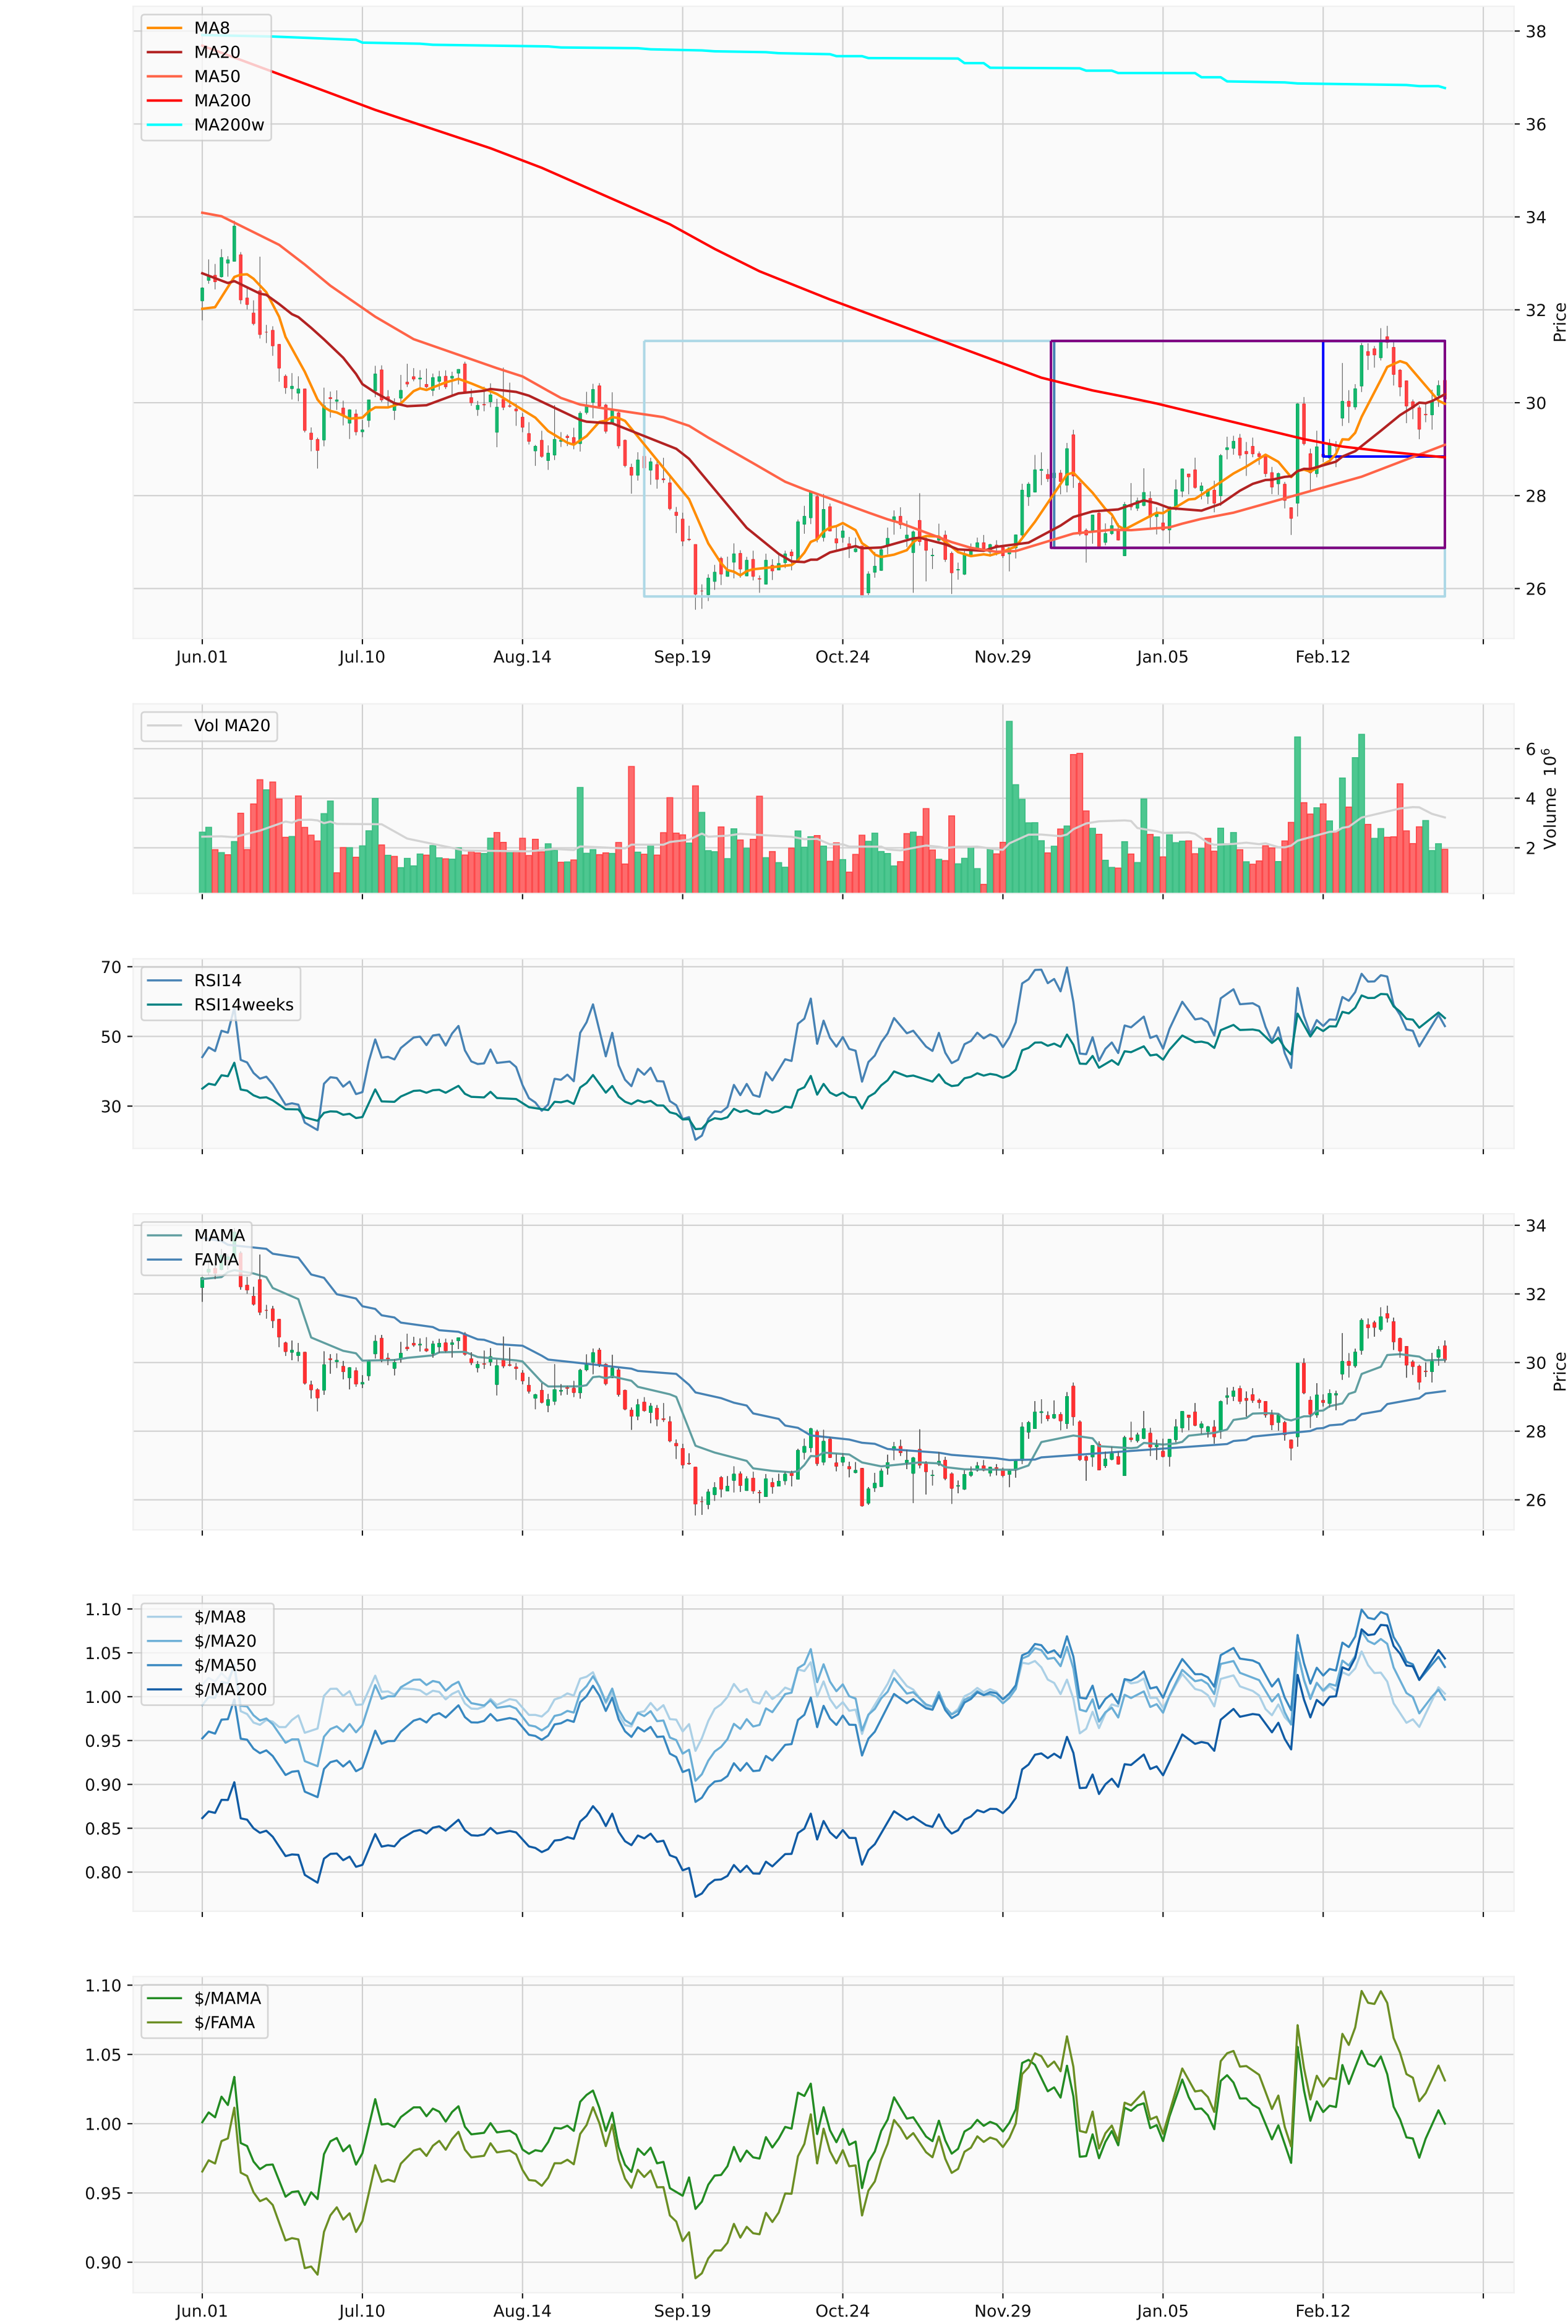 MA8
MA20
MA50
MA200
MA200w
38
36
34
32
30
28
26
Price
Jun.01
Jul.10
Aug.14
Sep.19
Oct.24
Nov.29
Jan.05
Feb.12
Vol MA20
6
4
2
Volume 10⁶
RSI14
RSI14weeks
70
50
30
MAMA
FAMA
34
32
30
28
26
Price
$/MA8
$/MA20
$/MA50
$/MA200
1.10
1.05
1.00
0.95
0.90
0.85
0.80
$/MAMA
$/FAMA
1.10
1.05
1.00
0.95
0.90
Jun.01
Jul.10
Aug.14
Sep.19
Oct.24
Nov.29
Jan.05
Feb.12